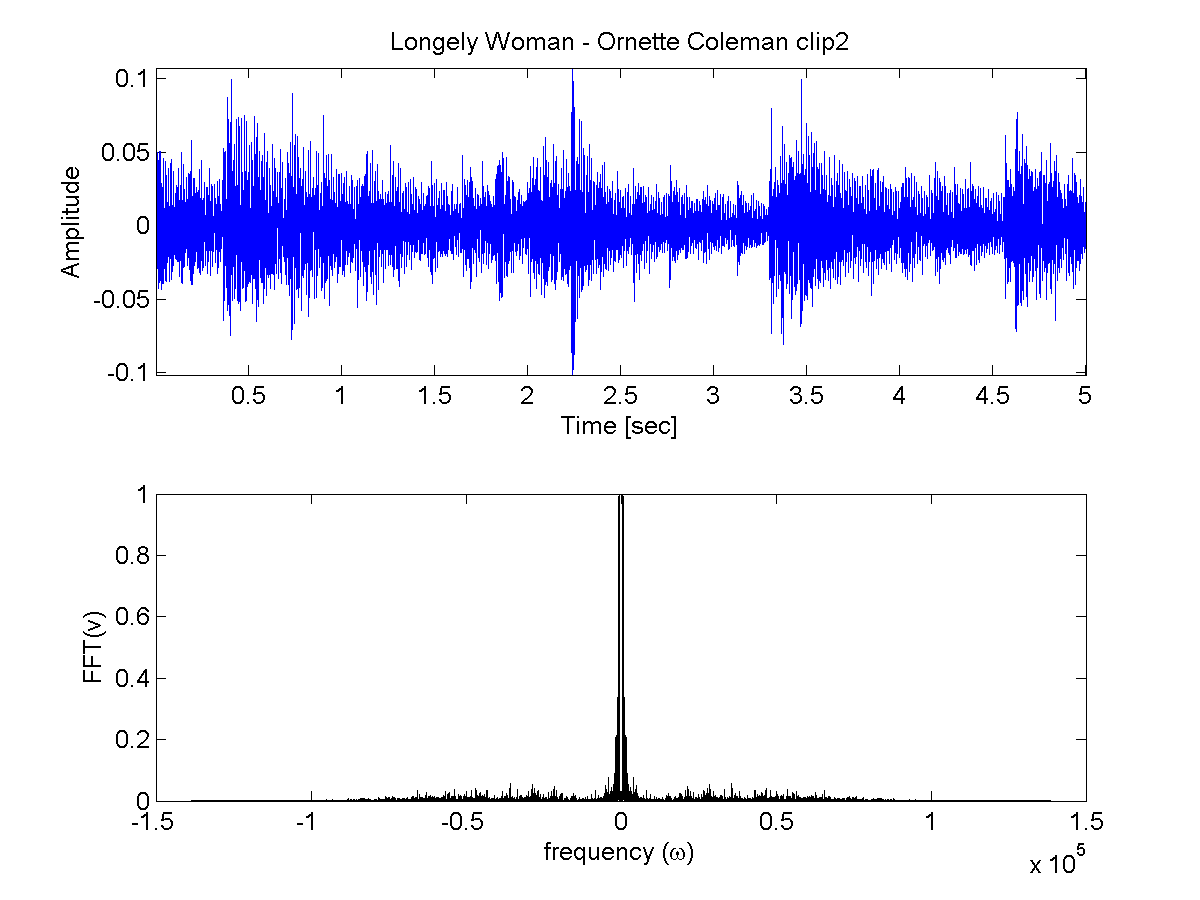 Longely Woman - Ornette Coleman clip2
0.1
0.05
0
-0.05
-0.1
Amplitude
0.5 1 1.5 2 2.5 3 3.5 4 4.5 5
Time [sec]
1
0.8
0.6
0.4
0.2
0
FFT(v)
-1.5 -1 -0.5 0 0.5 1 1.5
frequency (ω)
x 10⁵